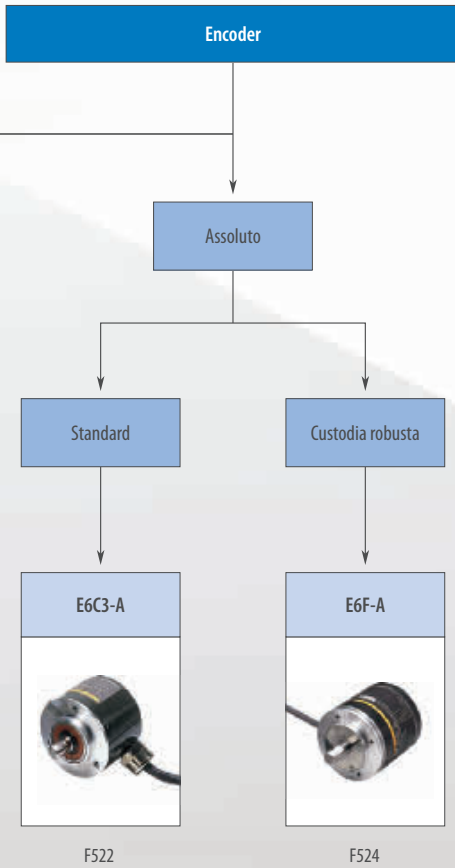 Encoder
Assoluto
Standard
Custodia robusta
E6C3-A
E6F-A
F522
F524